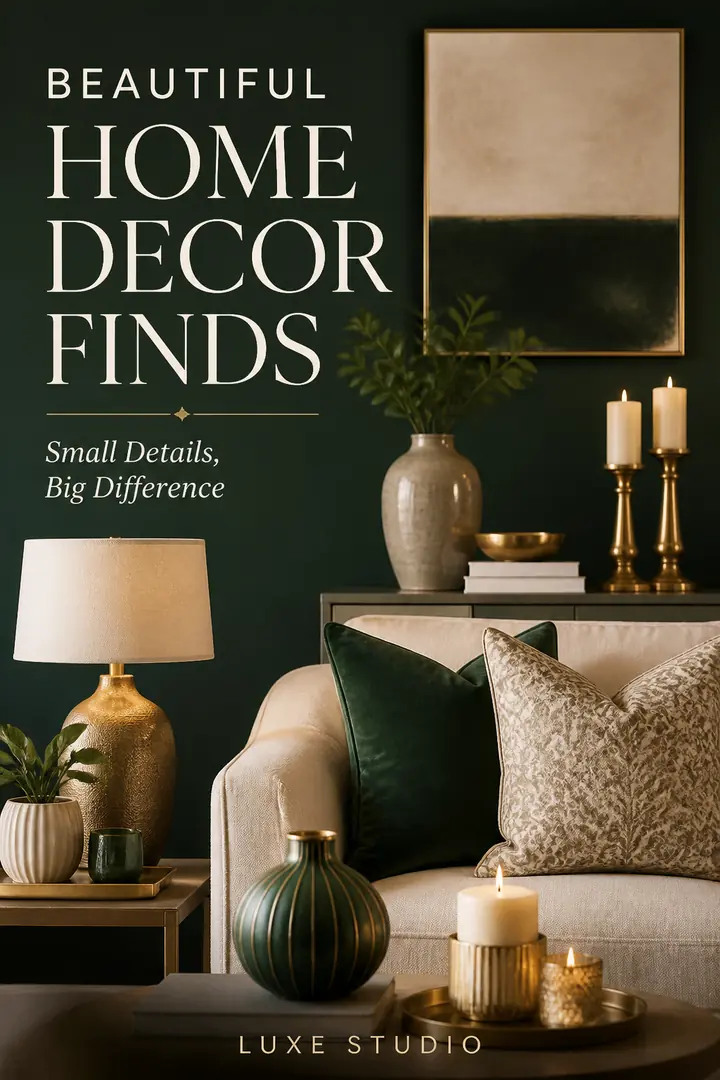 BEAUTIFUL
HOME
DECOR
FINDS
Small Details,
Big Difference
LUXE STUDIO